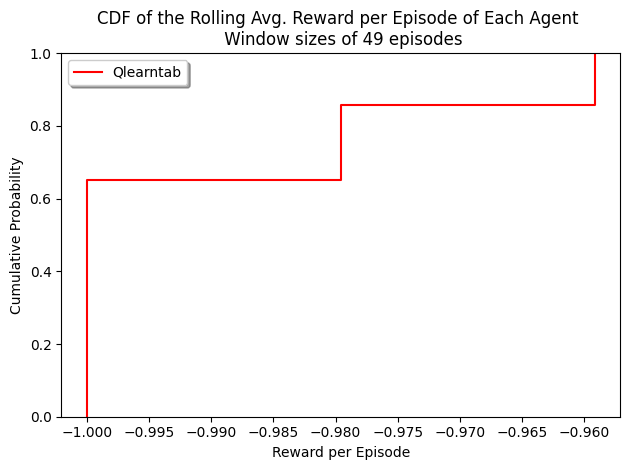 CDF of the Rolling Avg. Reward per Episode of Each Agent
Window sizes of 49 episodes
Qlearntab
Cumulative Probability
1.0
0.8
0.6
0.4
0.2
0.0
−1.000 −0.995 −0.990 −0.985 −0.980 −0.975 −0.970 −0.965 −0.960
Reward per Episode